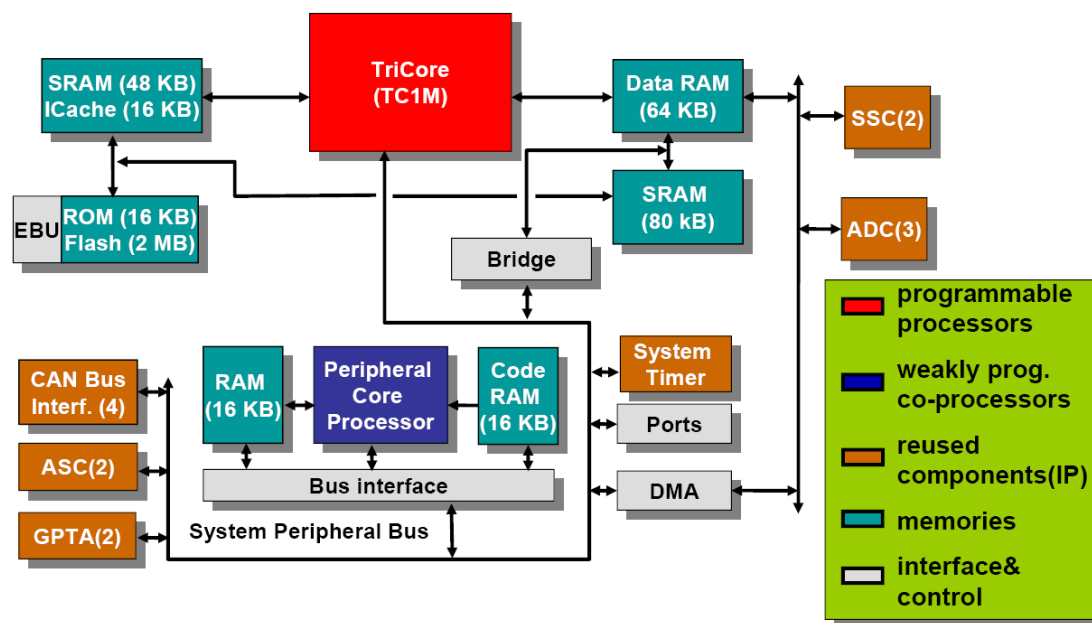 TriCore
(TC1M)
SRAM (48 KB)
ICache (16 KB)
Data RAM
(64 KB)
SSC(2)
EBU
ROM (16 KB)
Flash (2 MB)
SRAM
(80 kB)
ADC(3)
Bridge
programmable
processors
weakly prog.
co-processors
reused
components(IP)
memories
interface&
control
CAN Bus
Interf. (4)
ASC(2)
GPTA(2)
RAM
(16 KB)
Peripheral
Core
Processor
Code
RAM
(16 KB)
System
Timer
Ports
DMA
Bus interface
System Peripheral Bus